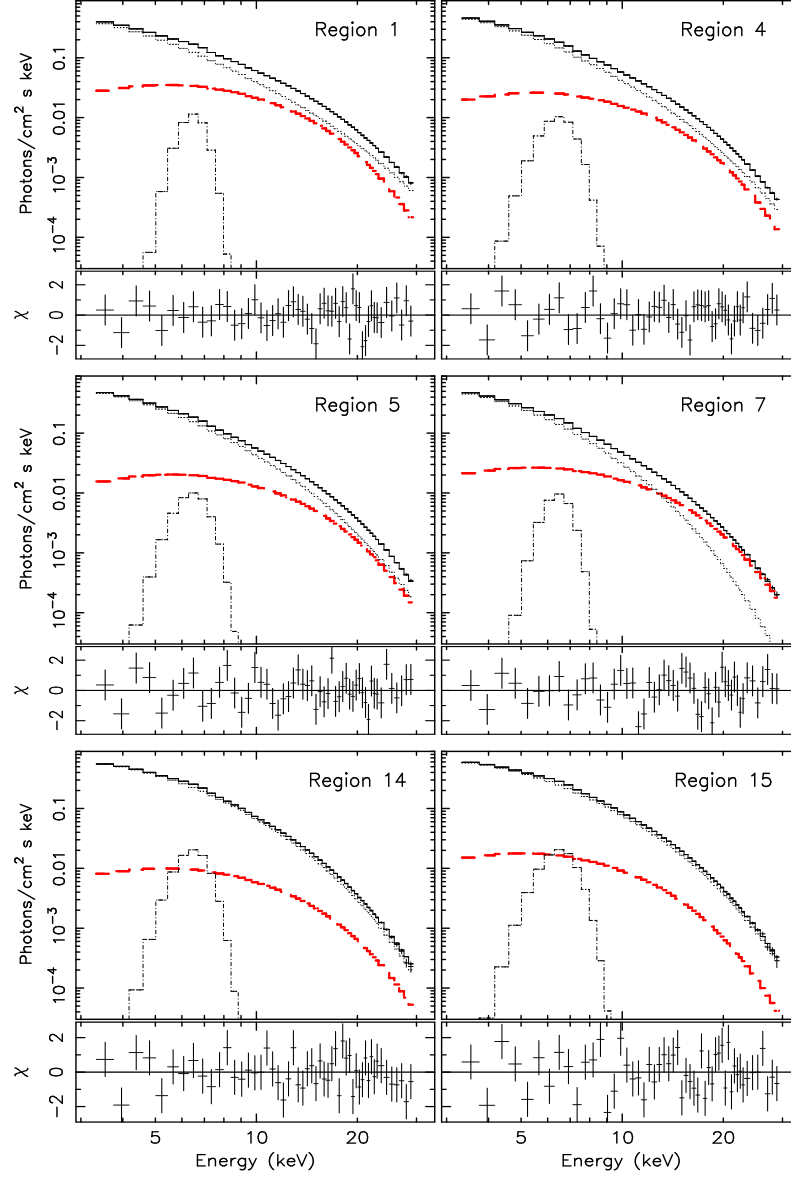 Region 1
Region 4
Photons/cm² s keV
0.1
0.01
10⁻³
10⁻⁴
χ
2
0
−2
Region 5
Region 7
Photons/cm² s keV
0.1
0.01
10⁻³
10⁻⁴
χ
2
0
−2
Region 14
Region 15
Photons/cm² s keV
0.1
0.01
10⁻³
10⁻⁴
χ
2
0
−2
5 10 20 5 10 20
Energy (keV) Energy (keV)